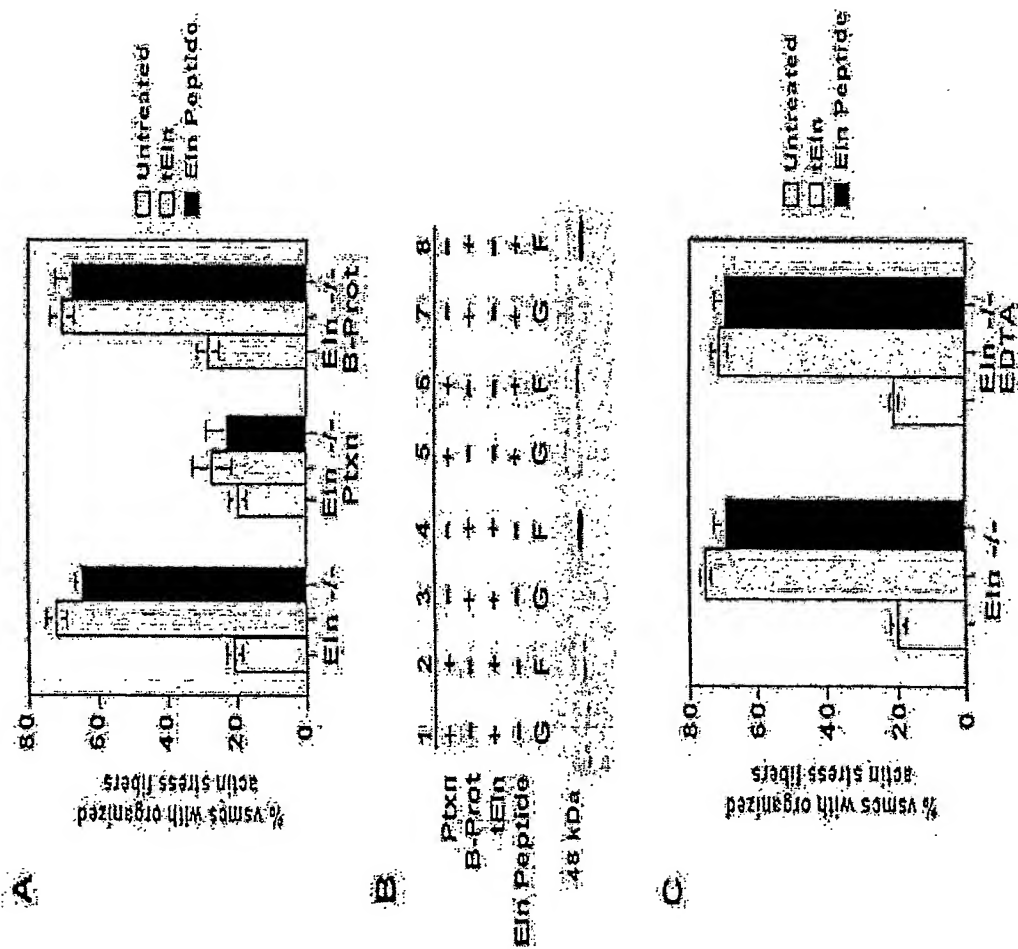 A
% vsmcs with organized
actin stress fibers
80
60
40
20
0
Eln -/-
Eln -/-
Ptxn
Eln -/-
B-Prot
Untreated
tEln
Eln Peptide
B
1 2 3 4 5 6 7 8
Ptxn + + - - + + - -
B-Prot - - + + - - + +
tEln + + + + - - - -
Eln Peptide - - - - + + + +
G F G F G F G F
48 kDa
C
% vsmcs with organized
actin stress fibers
80
60
40
20
0
Eln -/-
Eln -/-
EDTA
Untreated
tEln
Eln Peptide